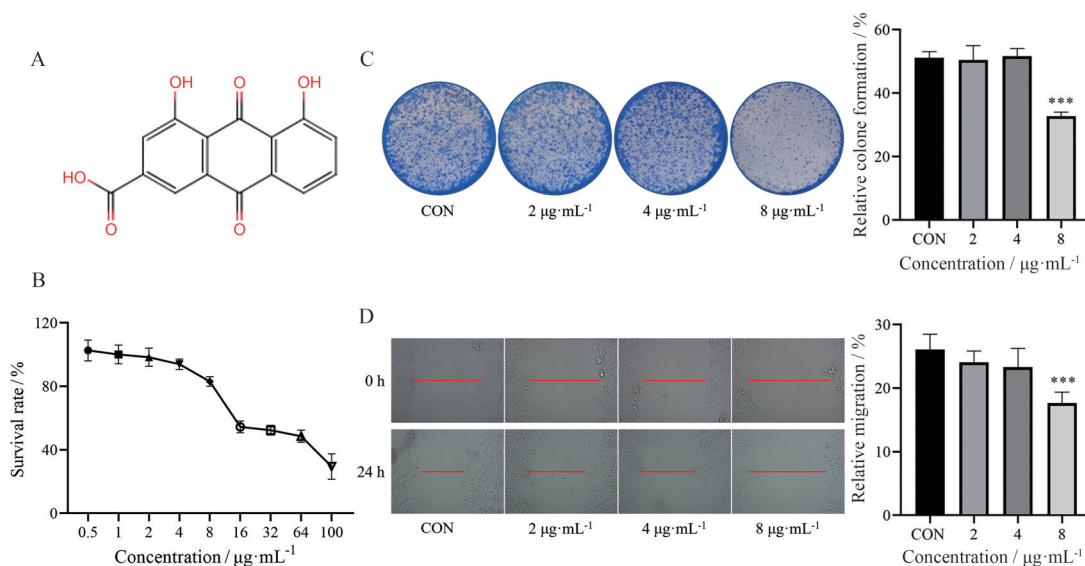 A
OH
O
OH
HO
O
O
B
120
80
40
0
Survival rate / %
0.5 1 2 4 8 16 32 64 100
Concentration / μg·mL⁻¹
C
CON
2 μg·mL⁻¹
4 μg·mL⁻¹
8 μg·mL⁻¹
Relative colone formation / %
60
40
20
0
***
CON 2 4 8
Concentration / μg·mL⁻¹
D
0 h
24 h
CON
2 μg·mL⁻¹
4 μg·mL⁻¹
8 μg·mL⁻¹
Relative migration / %
30
20
10
0
***
CON 2 4 8
Concentration / μg·mL⁻¹